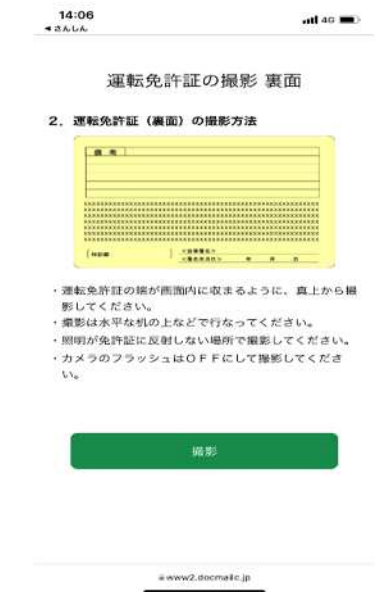 14:06
4G
◀ さんしん
運転免許証の撮影 裏面
2. 運転免許証（裏面）の撮影方法
備 考
・運転免許証の端が画面内に収まるように、真上から撮
影してください。
・撮影は水平な机の上などで行なってください。
・照明が免許証に反射しない場所で撮影してください。
・カメラのフラッシュはＯＦＦにして撮影してくださ
い。
撮影
www2.docmailc.jp